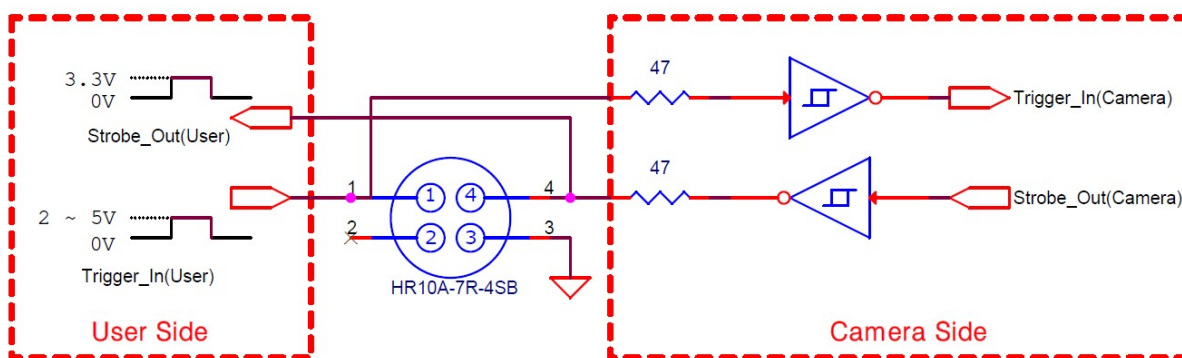 3.3V
0V
Strobe_Out(User)
2 ~ 5V
0V
Trigger_In(User)
User Side
1
2
1
4
2
3
4
3
HR10A-7R-4SB
47
Trigger_In(Camera)
47
Strobe_Out(Camera)
Camera Side